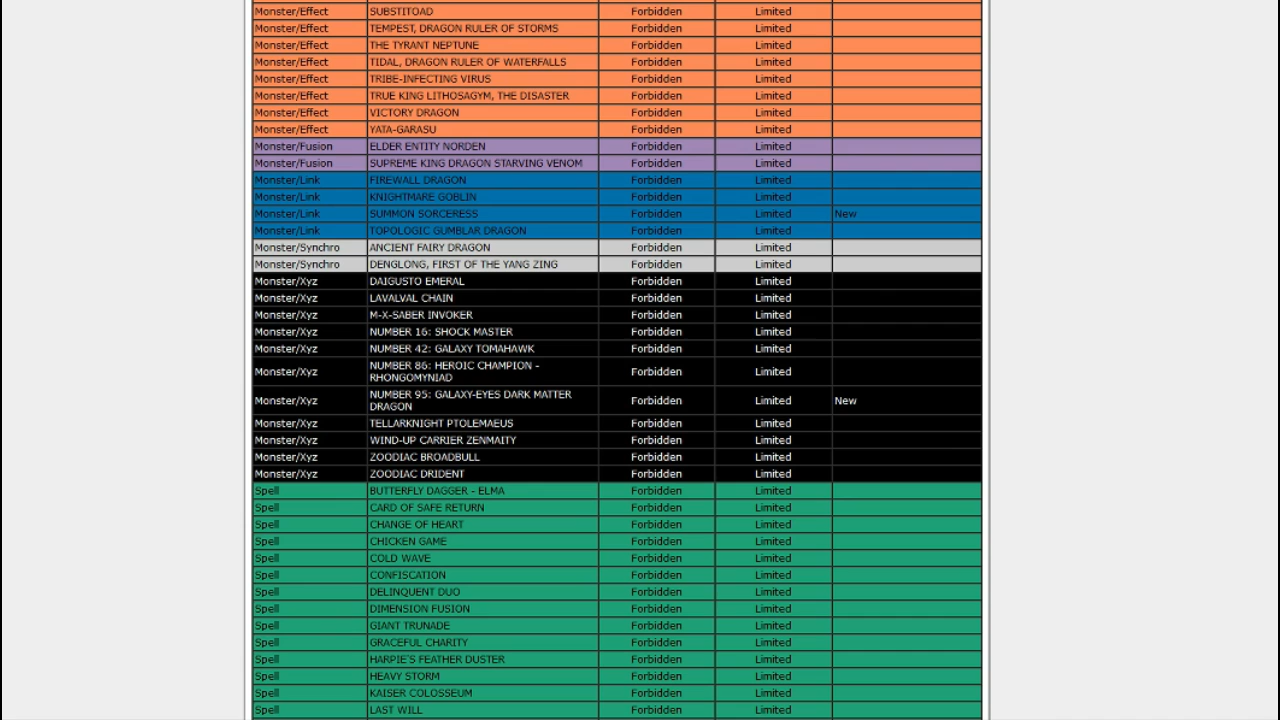 Monster/Effect SUBSTITOAD Forbidden Limited
Monster/Effect TEMPEST, DRAGON RULER OF STORMS Forbidden Limited
Monster/Effect THE TYRANT NEPTUNE Forbidden Limited
Monster/Effect TIDAL, DRAGON RULER OF WATERFALLS Forbidden Limited
Monster/Effect TRIBE-INFECTING VIRUS Forbidden Limited
Monster/Effect TRUE KING LITHOSAGYM, THE DISASTER Forbidden Limited
Monster/Effect VICTORY DRAGON Forbidden Limited
Monster/Effect YATA-GARASU Forbidden Limited
Monster/Fusion ELDER ENTITY NORDEN Forbidden Limited
Monster/Fusion SUPREME KING DRAGON STARVING VENOM Forbidden Limited
Monster/Link FIREWALL DRAGON Forbidden Limited
Monster/Link KNIGHTMARE GOBLIN Forbidden Limited
Monster/Link SUMMON SORCERESS Forbidden Limited New
Monster/Link TOPOLOGIC GUMBLAR DRAGON Forbidden Limited
Monster/Synchro ANCIENT FAIRY DRAGON Forbidden Limited
Monster/Synchro DENGLONG, FIRST OF THE YANG ZING Forbidden Limited
Monster/Xyz DAIGUSTO EMERAL Forbidden Limited
Monster/Xyz LAVALVAL CHAIN Forbidden Limited
Monster/Xyz M-X-SABER INVOKER Forbidden Limited
Monster/Xyz NUMBER 16: SHOCK MASTER Forbidden Limited
Monster/Xyz NUMBER 42: GALAXY TOMAHAWK Forbidden Limited
Monster/Xyz NUMBER 86: HEROIC CHAMPION -
RHONGOMYNIAD Forbidden Limited
Monster/Xyz NUMBER 95: GALAXY-EYES DARK MATTER
DRAGON Forbidden Limited New
Monster/Xyz TELLARKNIGHT PTOLEMAEUS Forbidden Limited
Monster/Xyz WIND-UP CARRIER ZENMAITY Forbidden Limited
Monster/Xyz ZOODIAC BROADBULL Forbidden Limited
Monster/Xyz ZOODIAC DRIDENT Forbidden Limited
Spell BUTTERFLY DAGGER - ELMA Forbidden Limited
Spell CARD OF SAFE RETURN Forbidden Limited
Spell CHANGE OF HEART Forbidden Limited
Spell CHICKEN GAME Forbidden Limited
Spell COLD WAVE Forbidden Limited
Spell CONFISCATION Forbidden Limited
Spell DELINQUENT DUO Forbidden Limited
Spell DIMENSION FUSION Forbidden Limited
Spell GIANT TRUNADE Forbidden Limited
Spell GRACEFUL CHARITY Forbidden Limited
Spell HARPIE'S FEATHER DUSTER Forbidden Limited
Spell HEAVY STORM Forbidden Limited
Spell KAISER COLOSSEUM Forbidden Limited
Spell LAST WILL Forbidden Limited